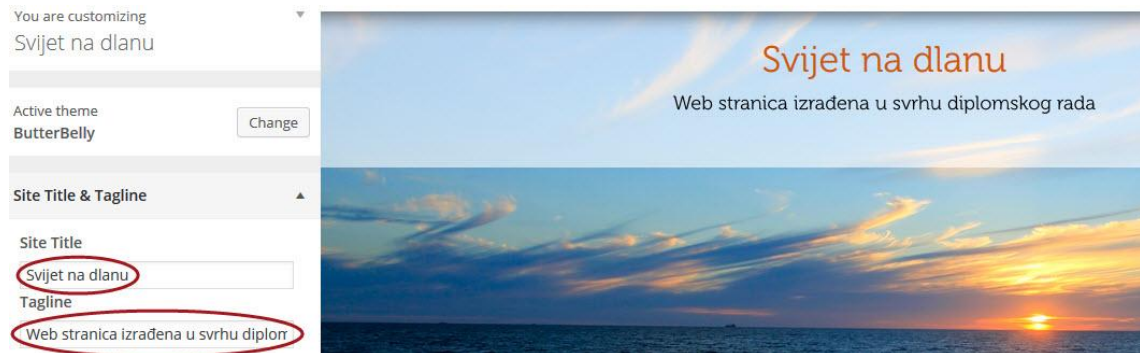 You are customizing
Svijet na dlanu
Active theme
ButterBelly
Change
Site Title & Tagline
Site Title
Svijet na dlanu
Tagline
Web stranica izrađena u svrhu diplom
Svijet na dlanu
Web stranica izrađena u svrhu diplomskog rada